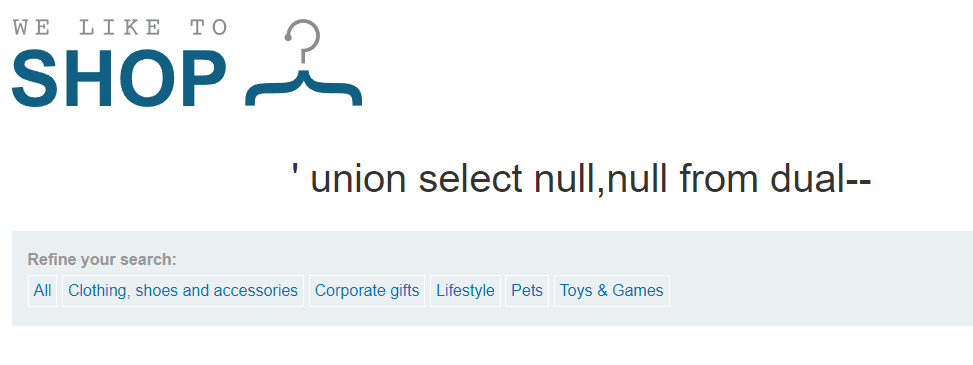 WE LIKE TO
SHOP
' union select null,null from dual--
Refine your search:
All Clothing, shoes and accessories Corporate gifts Lifestyle Pets Toys & Games